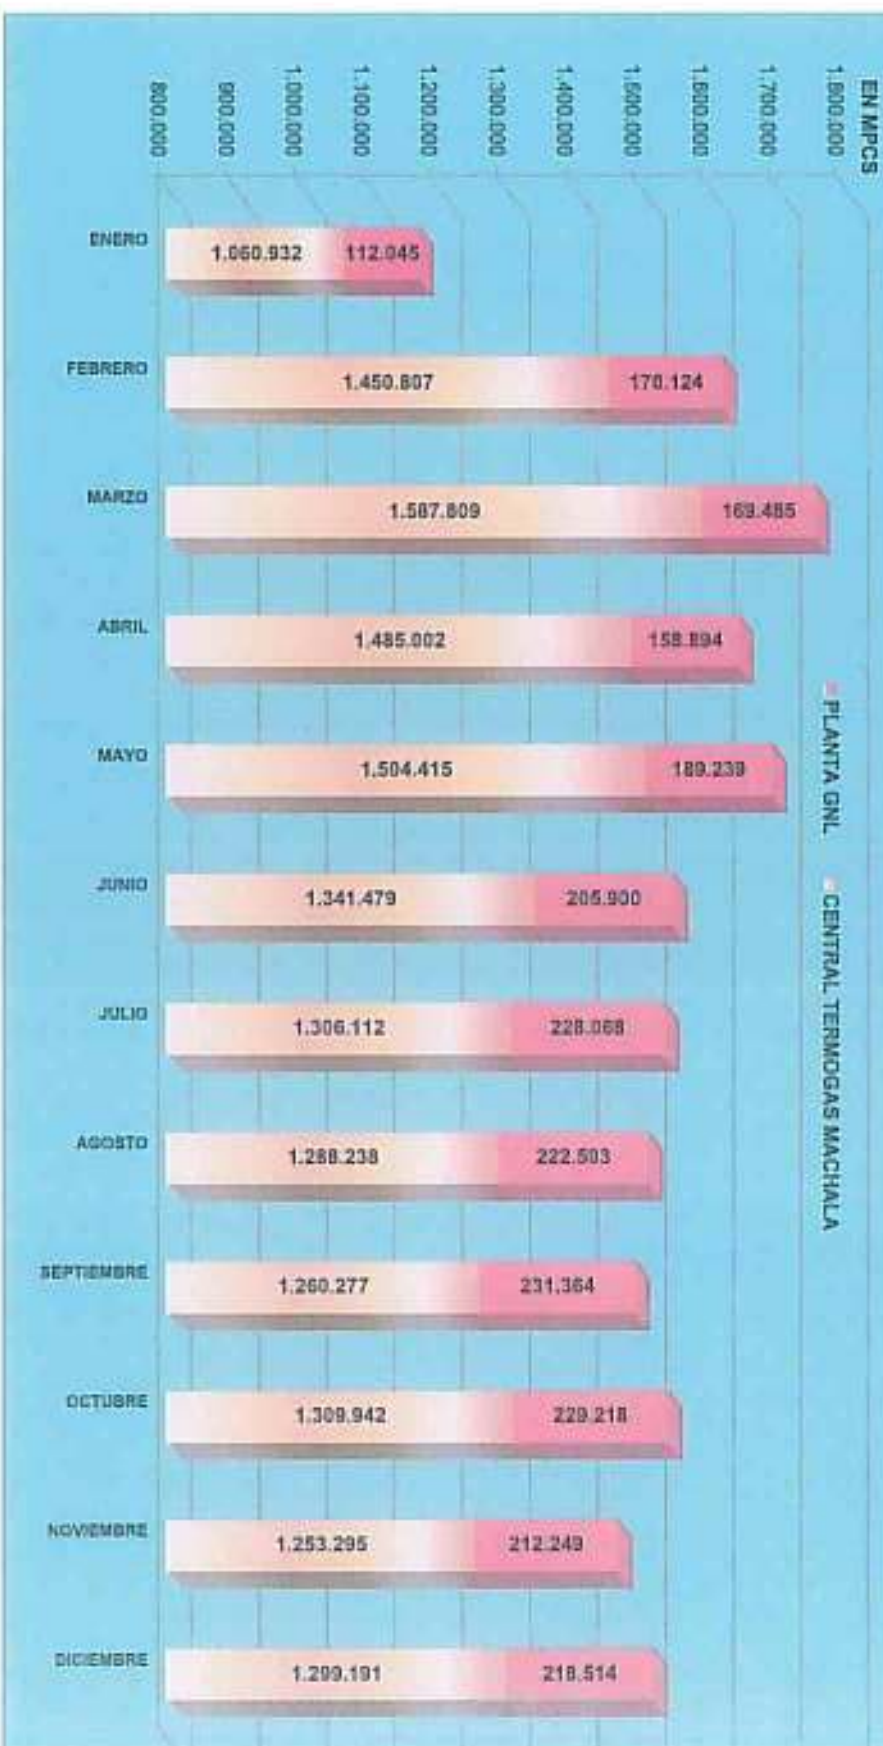 EN MPCS
1.800.000
1.700.000
1.600.000
1.500.000
1.400.000
1.300.000
1.200.000
1.100.000
1.000.000
900.000
800.000
PLANTA GNL
CENTRAL TERMOGAS MACHALA
ENERO
1.060.932
112.045
FEBRERO
1.450.807
170.124
MARZO
1.587.809
169.485
ABRIL
1.485.002
158.894
MAYO
1.504.415
189.239
JUNIO
1.341.479
205.900
JULIO
1.306.112
228.068
AGOSTO
1.288.238
222.503
SEPTIEMBRE
1.260.277
231.364
OCTUBRE
1.309.942
229.218
NOVIEMBRE
1.253.295
212.249
DICIEMBRE
1.299.191
218.514